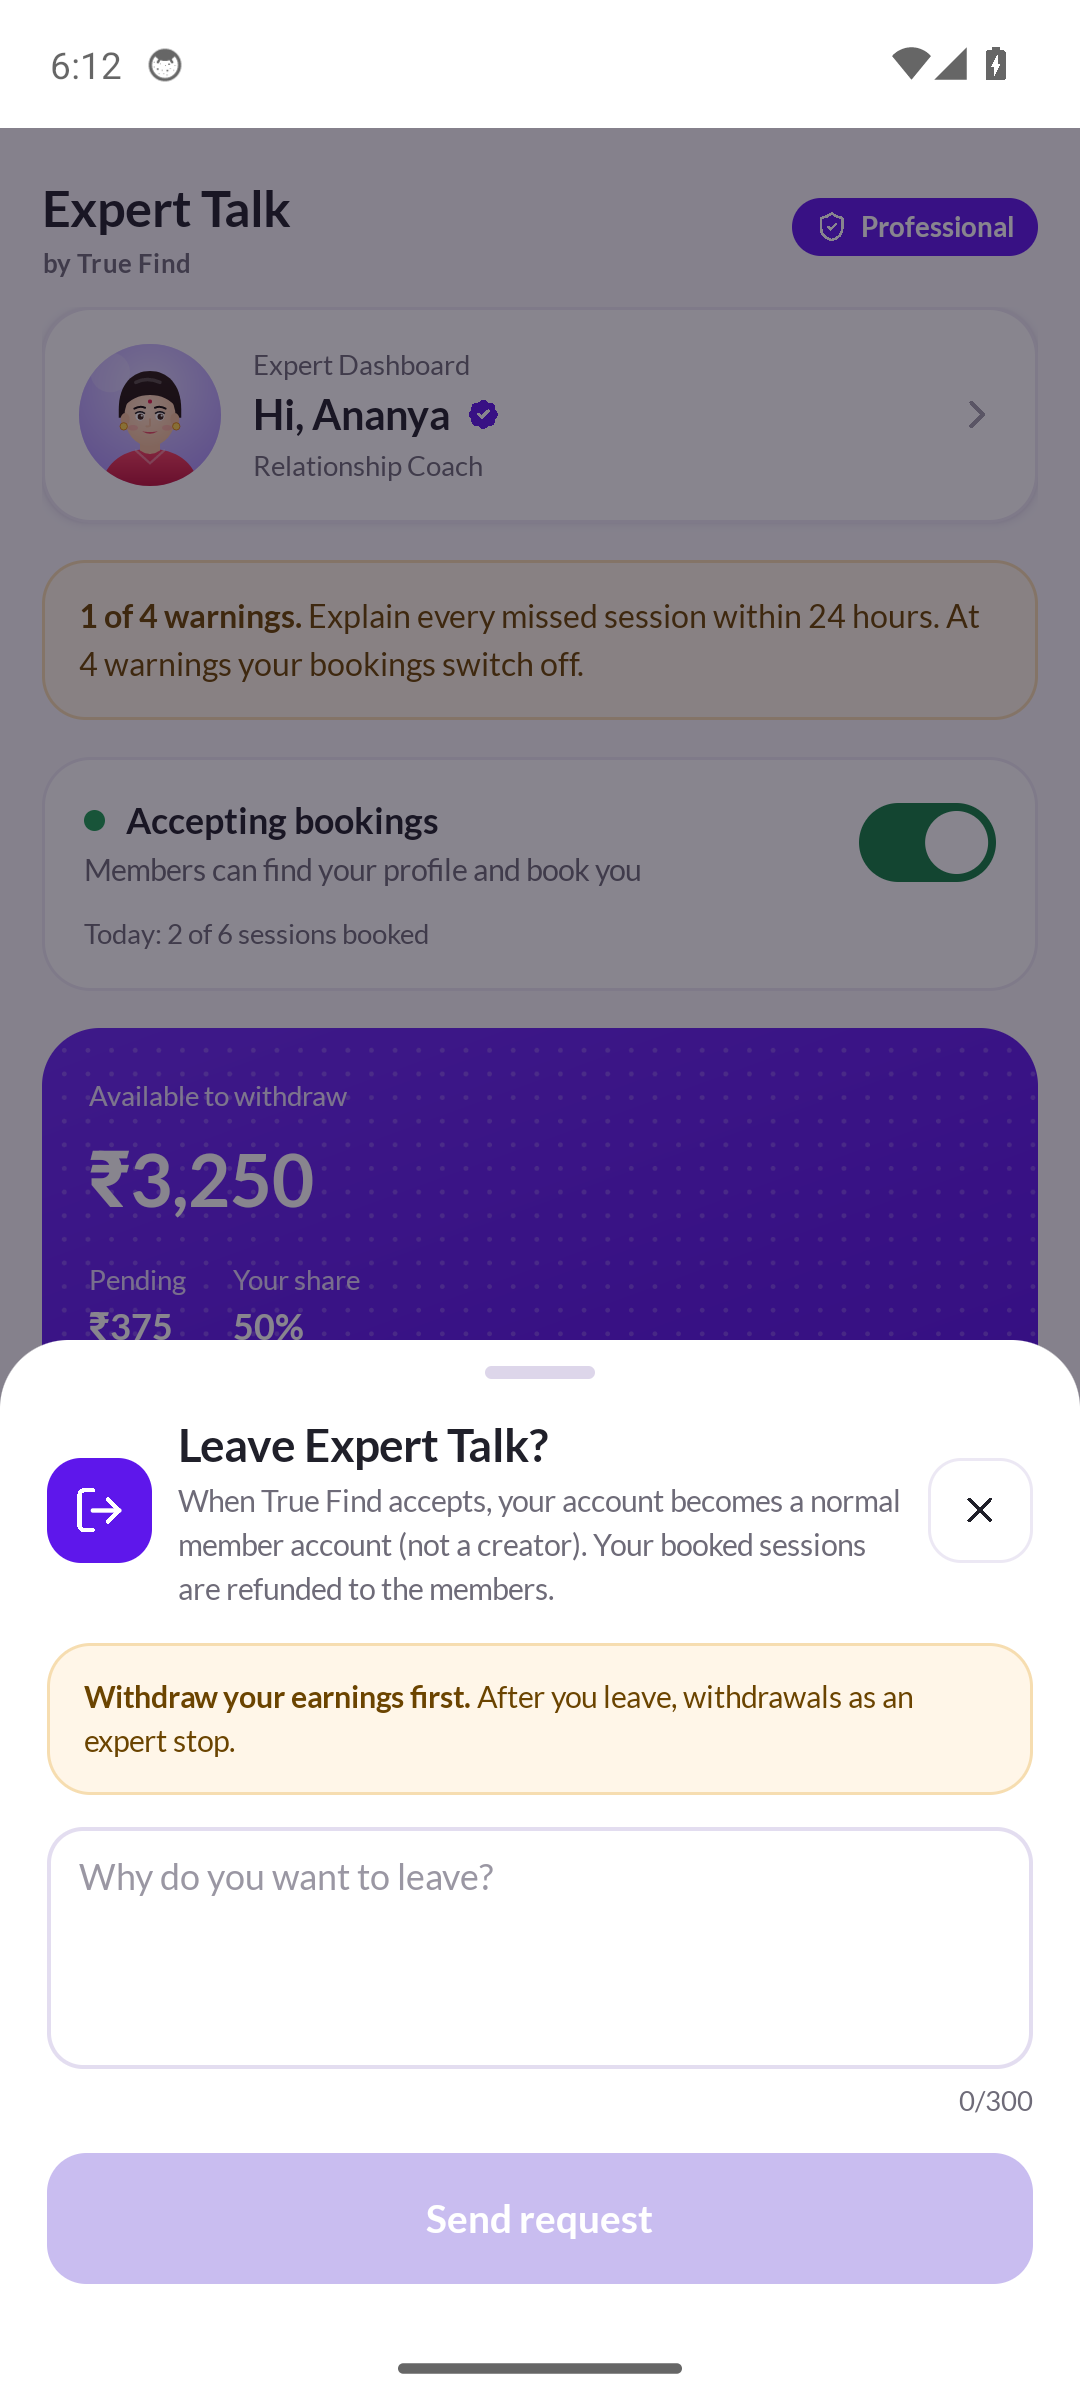 6:12
Expert Talk
by True Find
Professional
Expert Dashboard
Hi, Ananya
Relationship Coach
1 of 4 warnings. Explain every missed session within 24 hours. At
4 warnings your bookings switch off.
Accepting bookings
Members can find your profile and book you
Today: 2 of 6 sessions booked
Available to withdraw
₹3,250
Pending Your share
₹375 50%
Leave Expert Talk?
When True Find accepts, your account becomes a normal
member account (not a creator). Your booked sessions
are refunded to the members.
Withdraw your earnings first. After you leave, withdrawals as an
expert stop.
Why do you want to leave?
0/300
Send request